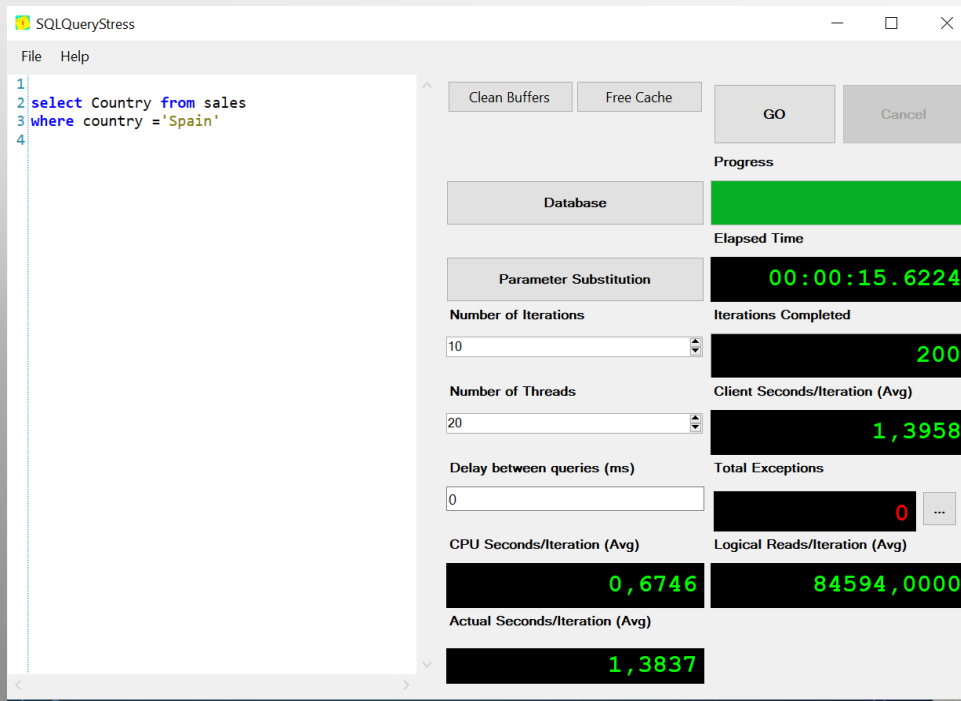 SQLQueryStress
File Help
1
2 select Country from sales
3 where country ='Spain'
4
Clean Buffers
Free Cache
GO
Cancel
Progress
Database
Elapsed Time
00:00:15.6224
Parameter Substitution
Number of Iterations
Iterations Completed
10
200
Number of Threads
Client Seconds/Iteration (Avg)
20
1,3958
Delay between queries (ms)
Total Exceptions
0
0
...
CPU Seconds/Iteration (Avg)
Logical Reads/Iteration (Avg)
0,6746
84594,0000
Actual Seconds/Iteration (Avg)
1,3837